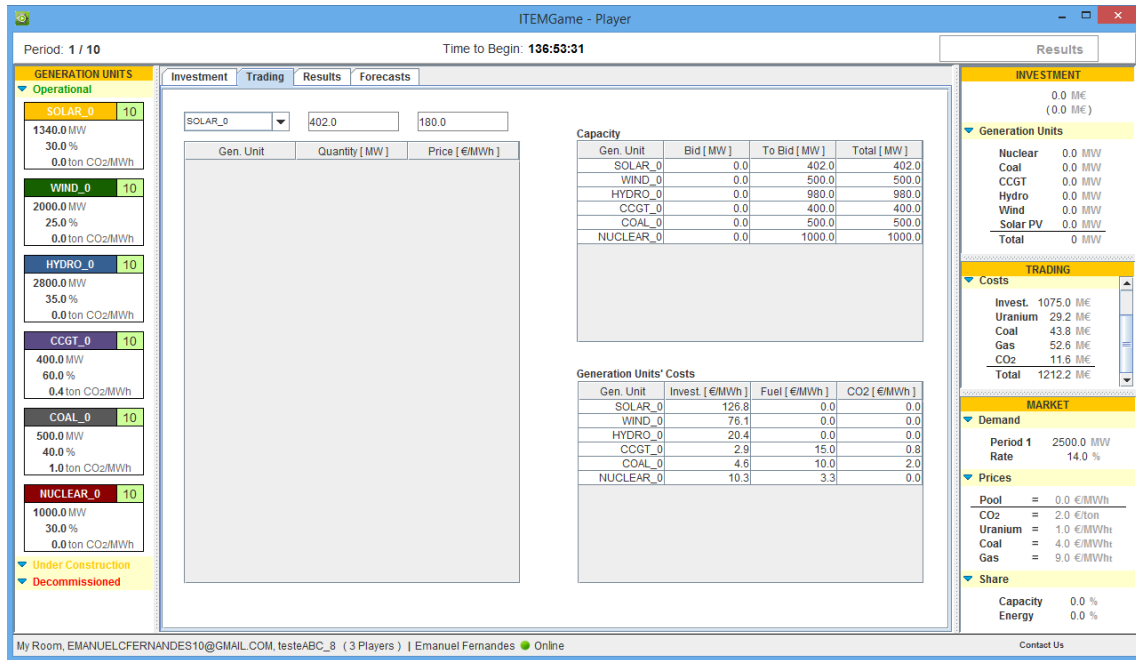 ITEMGame - Player
Period: 1 / 10
Time to Begin: 136:53:31
Results
GENERATION UNITS
Operational
SOLAR_0 10
1340.0 MW
30.0 %
0.0 ton CO2/MWh
WIND_0 10
2000.0 MW
25.0 %
0.0 ton CO2/MWh
HYDRO_0 10
2800.0 MW
35.0 %
0.0 ton CO2/MWh
CCGT_0 10
400.0 MW
60.0 %
0.4 ton CO2/MWh
COAL_0 10
500.0 MW
40.0 %
1.0 ton CO2/MWh
NUCLEAR_0 10
1000.0 MW
30.0 %
0.0 ton CO2/MWh
Under Construction
Decommissioned
Investment Trading Results Forecasts
SOLAR_0 402.0 180.0
Gen. Unit Quantity [ MW ] Price [ €/MWh ]
Capacity
Gen. Unit Bid [ MW ] To Bid [ MW ] Total [ MW ]
SOLAR_0 0.0 402.0 402.0
WIND_0 0.0 500.0 500.0
HYDRO_0 0.0 980.0 980.0
CCGT_0 0.0 400.0 400.0
COAL_0 0.0 500.0 500.0
NUCLEAR_0 0.0 1000.0 1000.0
Generation Units' Costs
Gen. Unit Invest. [ €/MWh ] Fuel [ €/MWh ] CO2 [ €/MWh ]
SOLAR_0 126.8 0.0 0.0
WIND_0 76.1 0.0 0.0
HYDRO_0 20.4 0.0 0.0
CCGT_0 2.9 15.0 0.8
COAL_0 4.6 10.0 2.0
NUCLEAR_0 10.3 3.3 0.0
INVESTMENT
0.0 M€
( 0.0 M€ )
Generation Units
Nuclear 0.0 MW
Coal 0.0 MW
CCGT 0.0 MW
Hydro 0.0 MW
Wind 0.0 MW
Solar PV 0.0 MW
Total 0 MW
TRADING
Costs
Invest. 1075.0 M€
Uranium 29.2 M€
Coal 43.8 M€
Gas 52.6 M€
CO2 11.6 M€
Total 1212.2 M€
MARKET
Demand
Period 1 2500.0 MW
Rate 14.0 %
Prices
Pool = 0.0 €/MWh
CO2 = 2.0 €/ton
Uranium = 1.0 €/MWht
Coal = 4.0 €/MWht
Gas = 9.0 €/MWht
Share
Capacity 0.0 %
Energy 0.0 %
My Room, EMANUELCFERNANDES10@GMAIL.COM, testeABC_8 ( 3 Players ) | Emanuel Fernandes Online
Contact Us